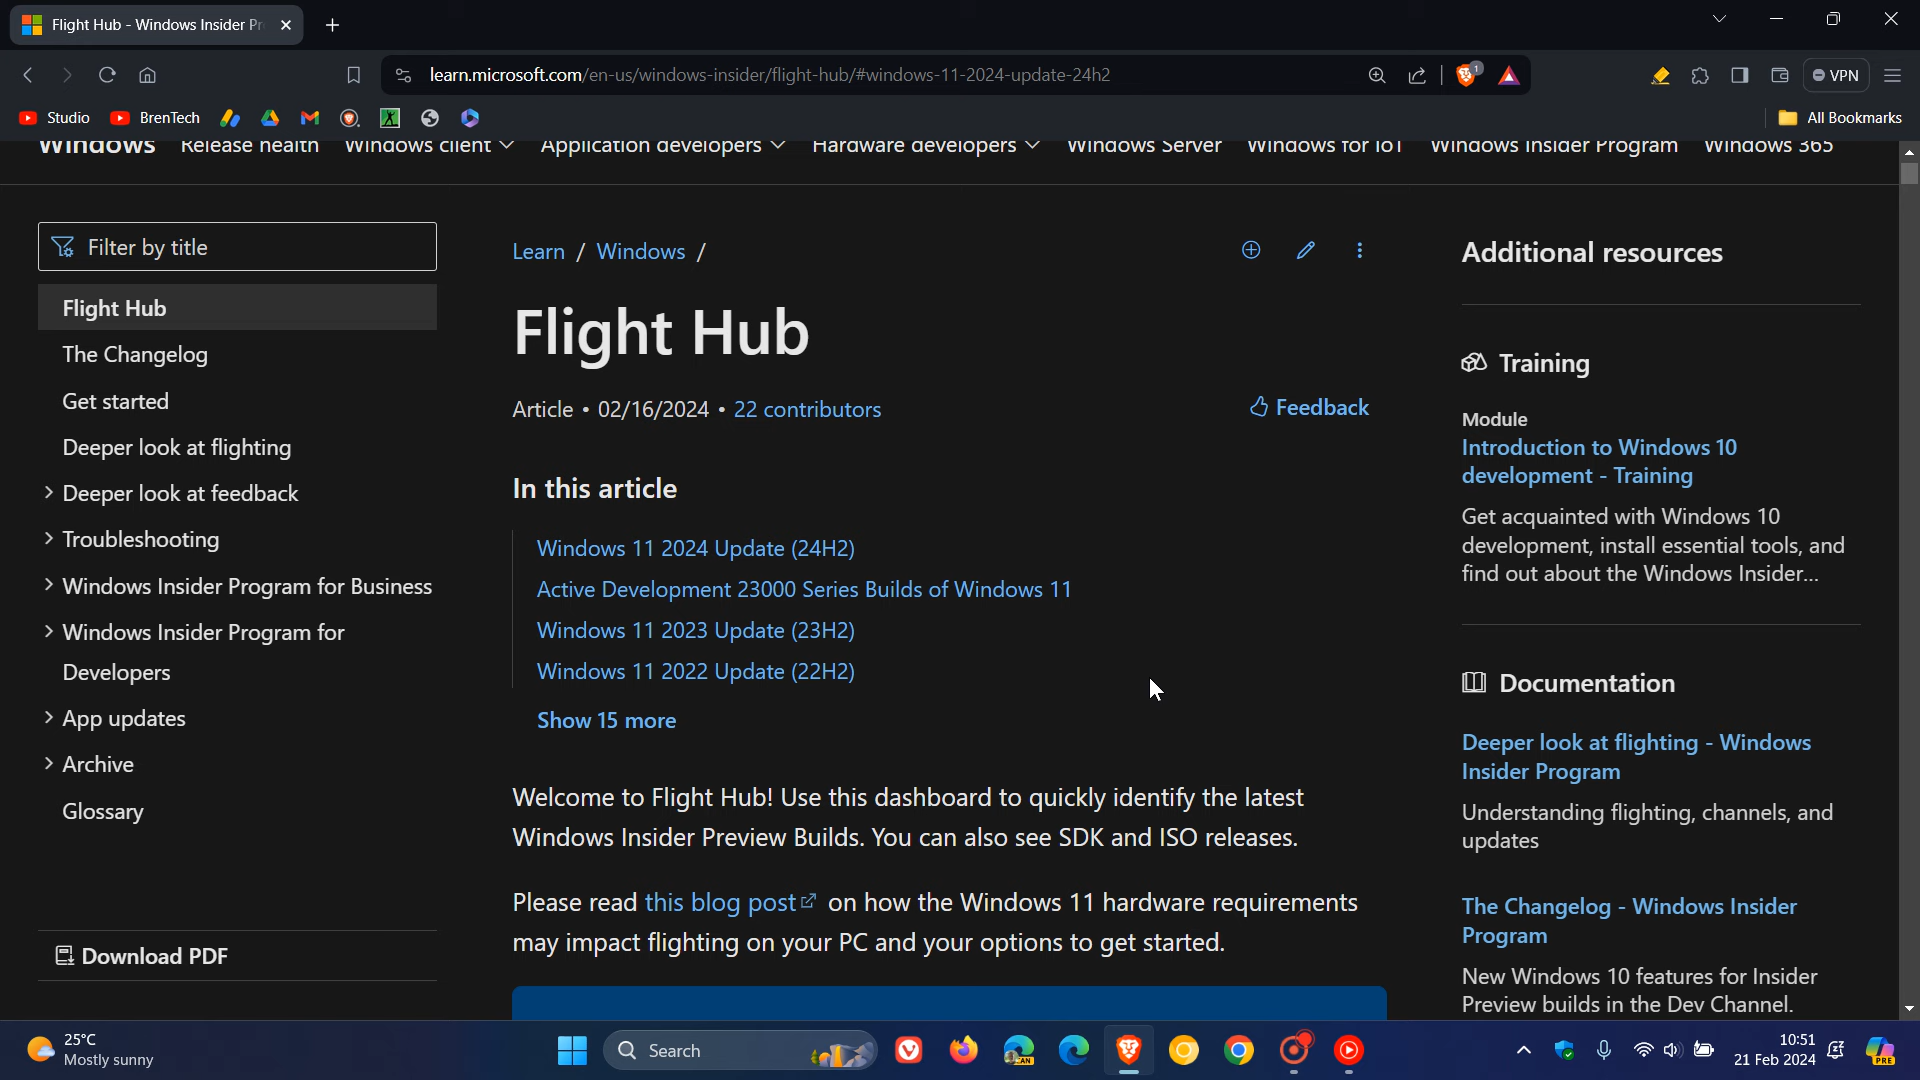 Flight Hub - Windows Insider Pr
learn.microsoft.com/en-us/windows-insider/flight-hub/#windows-11-2024-update-24h2
1
VPN
Studio
BrenTech
All Bookmarks
Windows
Release health
Windows client
Application developers
Hardware developers
Windows Server
Windows for IoT
Windows Insider Program
Windows 365
Filter by title
Flight Hub
The Changelog
Get started
Deeper look at flighting
Deeper look at feedback
Troubleshooting
Windows Insider Program for Business
Windows Insider Program for
Developers
App updates
Archive
Glossary
Download PDF
Learn / Windows /
Flight Hub
Article • 02/16/2024 • 22 contributors
Feedback
In this article
Windows 11 2024 Update (24H2)
Active Development 23000 Series Builds of Windows 11
Windows 11 2023 Update (23H2)
Windows 11 2022 Update (22H2)
Show 15 more
Welcome to Flight Hub! Use this dashboard to quickly identify the latest
Windows Insider Preview Builds. You can also see SDK and ISO releases.
Please read this blog post on how the Windows 11 hardware requirements
may impact flighting on your PC and your options to get started.
Additional resources
Training
Module
Introduction to Windows 10
development - Training
Get acquainted with Windows 10
development, install essential tools, and
find out about the Windows Insider...
Documentation
Deeper look at flighting - Windows
Insider Program
Understanding flighting, channels, and
updates
The Changelog - Windows Insider
Program
New Windows 10 features for Insider
Preview builds in the Dev Channel.
25°C
Mostly sunny
Search
CAN
10:51
21 Feb 2024
PRE